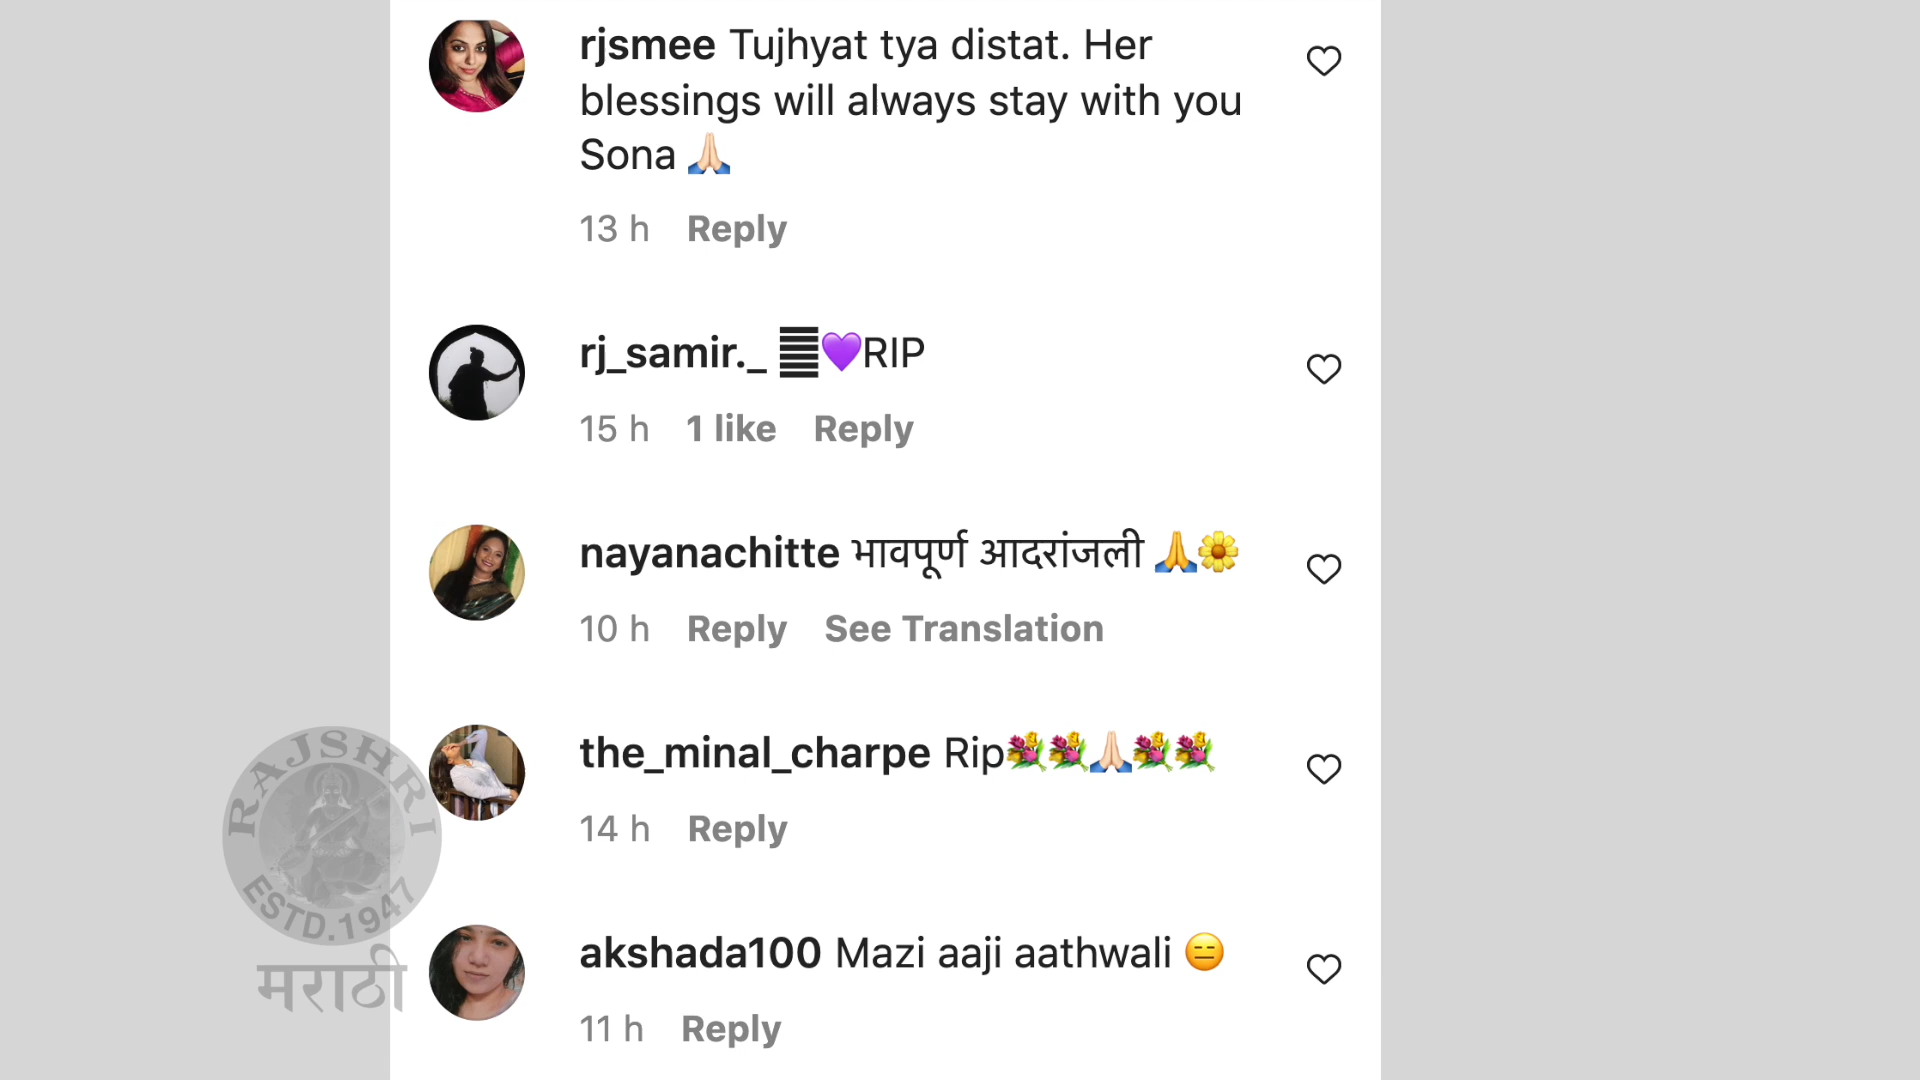 rjsmee Tujhyat tya distat. Her
blessings will always stay with you
Sona 🙏🏻
13 h Reply
rj_samir._ 💜RIP
15 h 1 like Reply
nayanachitte भावपूर्ण आदरांजली 🙏🌼
10 h Reply See Translation
the_minal_charpe Rip💐💐🙏🏻💐💐
14 h Reply
akshada100 Mazi aaji aathwali 😑
11 h Reply
RAJSHRI
ESTD.1947
मराठी